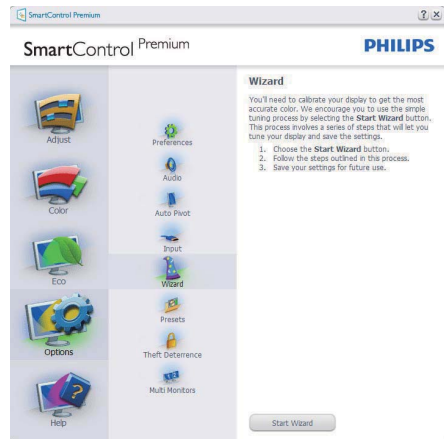 SmartControl Premium
SmartControl Premium
PHILIPS
Adjust
Color
Eco
Options
Help
Preferences
Audio
Auto Pivot
Input
Wizard
Presets
Theft Deterrence
Multi Monitors
Wizard
You'll need to calibrate your display to get the most
accurate color. We encourage you to use the simple
tuning process by selecting the Start Wizard button.
This process involves a series of steps that will let you
tune your display and save the settings.
1. Choose the Start Wizard button.
2. Follow the steps outlined in this process.
3. Save your settings for future use.
Start Wizard